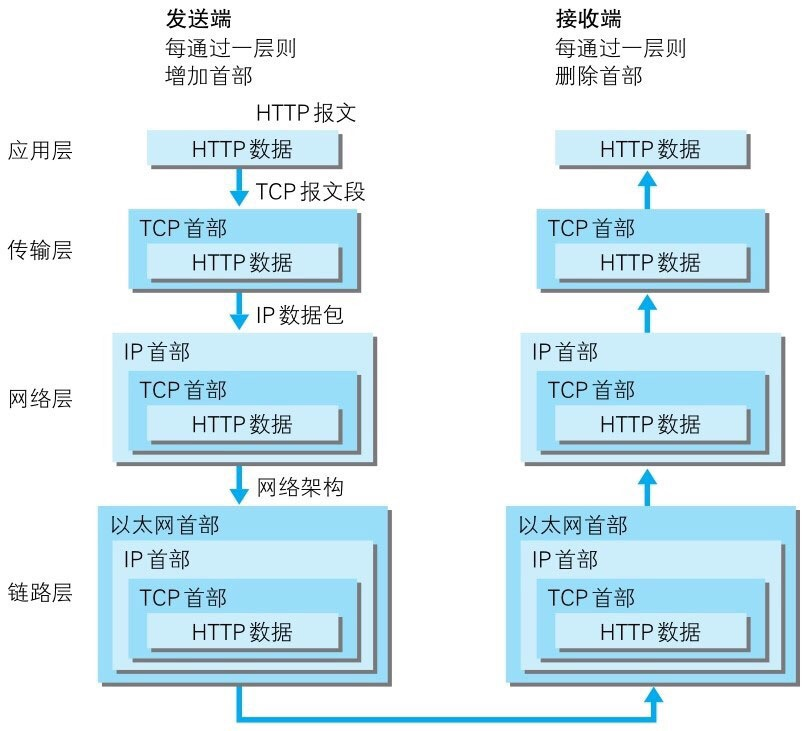 发送端
每通过一层则
增加首部
接收端
每通过一层则
删除首部
HTTP 报文
应用层
HTTP 数据
HTTP 数据
TCP 报文段
传输层
TCP 首部
HTTP 数据
TCP 首部
HTTP 数据
IP 数据包
网络层
IP 首部
TCP 首部
HTTP 数据
IP 首部
TCP 首部
HTTP 数据
网络架构
链路层
以太网首部
IP 首部
TCP 首部
HTTP 数据
以太网首部
IP 首部
TCP 首部
HTTP 数据